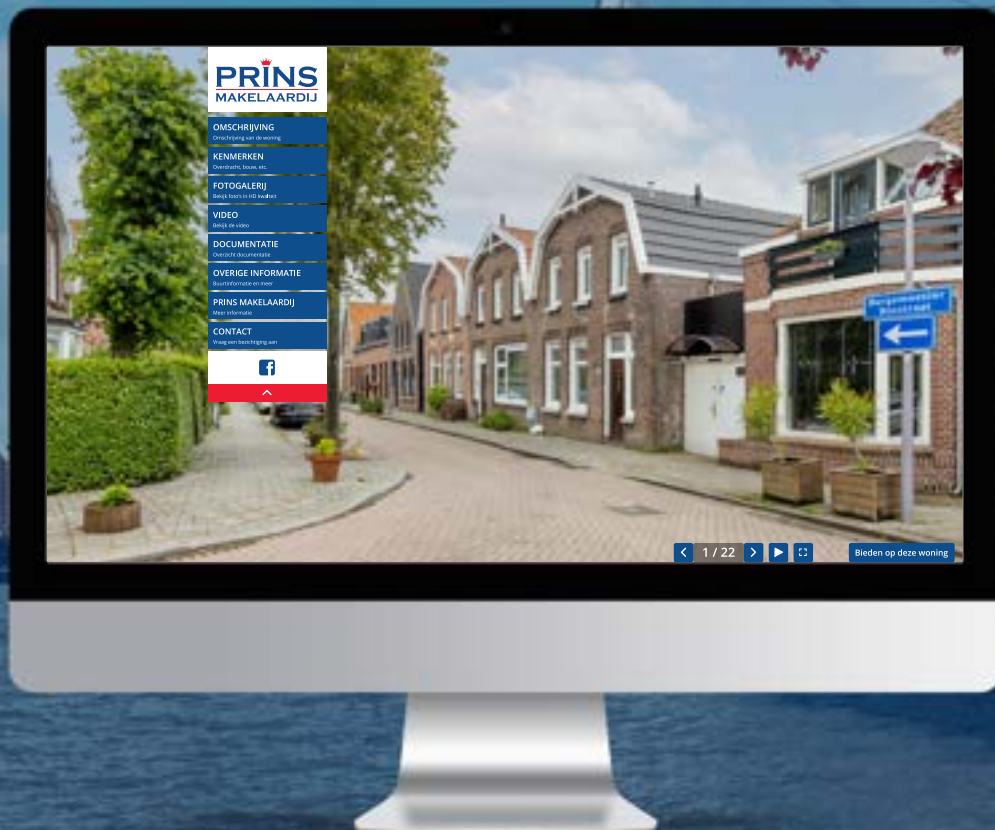 PRINS
MAKELAARDIJ
OMSCHRIJVING
Omschrijving van de woning
KENMERKEN
Overdracht, bouw, etc.
FOTOGALERIJ
Bekijk foto's in HD kwaliteit
VIDEO
Bekijk de video
DOCUMENTATIE
Overzicht documentatie
OVERIGE INFORMATIE
Buurtinformatie en meer
PRINS MAKELAARDIJ
Meer informatie
CONTACT
Vraag een bezichtiging aan
1 / 22
Bieden op deze woning